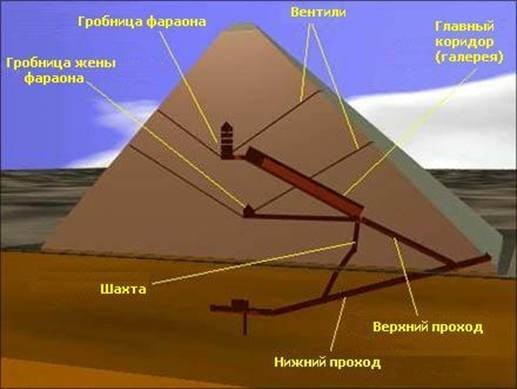 Гробница фараона
Вентили
Главный
коридор
(галерея)
Гробница жены
фараона
Шахта
Верхний проход
Нижний проход